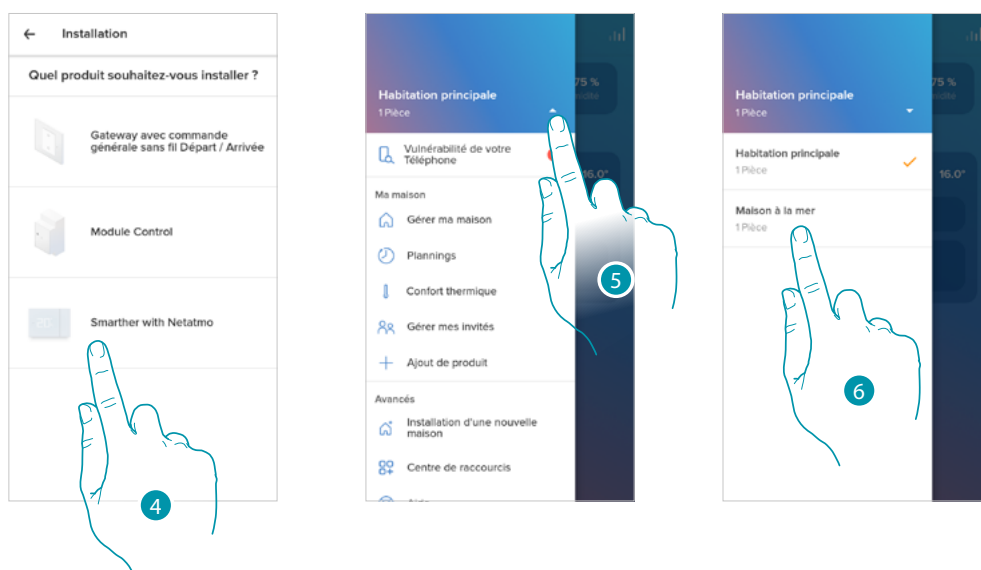 Installation
Quel produit souhaitez-vous installer ?
Gateway avec commande
générale sans fil Départ / Arrivée
Module Control
Smarther with Netatmo
4
Habitation principale
1 Pièce
75 %
Vulnérabilité de votre
Téléphone
16.0°
Ma maison
Gérer ma maison
Plannings
Confort thermique
Gérer mes invités
Ajout de produit
Avancés
Installation d'une nouvelle
maison
Centre de raccourcis
5
Habitation principale
1 Pièce
75 %
Habitation principale
1 Pièce
16.0°
Maison à la mer
1 Pièce
6